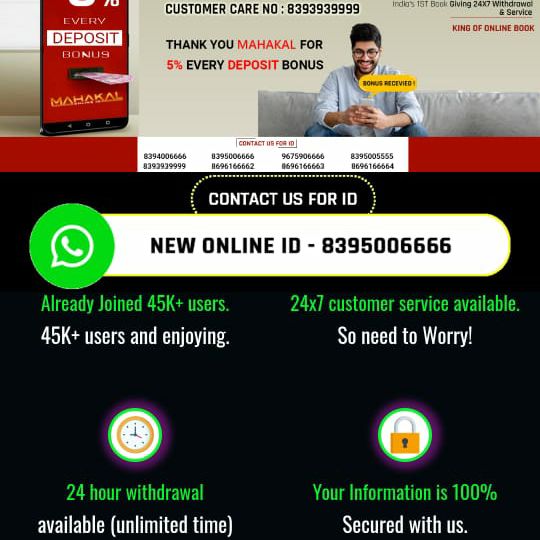 CUSTOMER CARE NO : 8393939999
India's 1ST Book Giving 24X7 Withdrowal
& Service
KING OF ONLINE BOOK
%
EVERY
DEPOSIT
BONUS
MAHAKAL
THANK YOU MAHAKAL FOR
5% EVERY DEPOSIT BONUS
BONUS RECEVIED !
CONTACT US FOR ID
8394006666 8395006666 9675906666 8395005555
8393939999 8696166662 8696166663 8696166664
CONTACT US FOR ID
NEW ONLINE ID - 8395006666
Already Joined 45K+ users.
45K+ users and enjoying.
24x7 customer service available.
So need to Worry!
24 hour withdrawal
available (unlimited time)
Your Information is 100%
Secured with us.